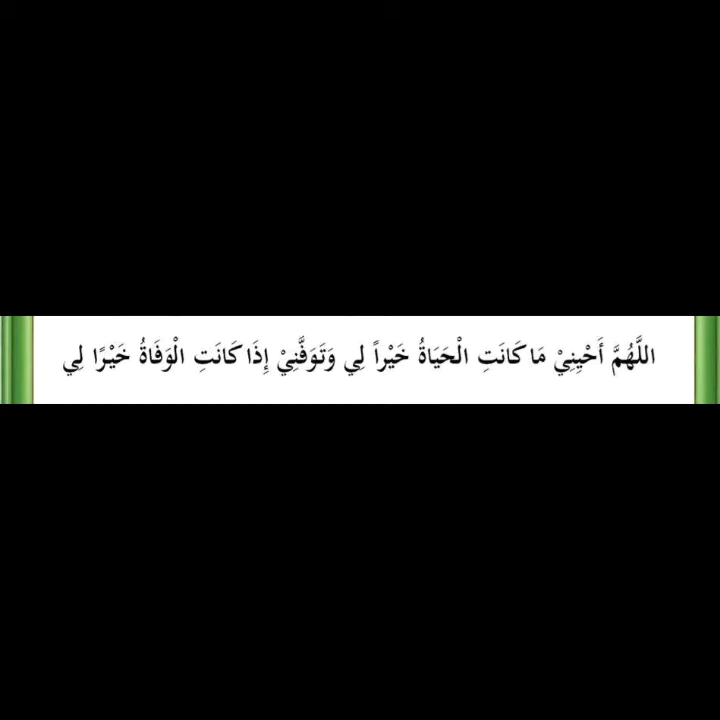 اللَّهُمَّ أَحْيِنِيْ مَا كَانَتِ الْحَيَاةُ خَيْراً لِي وَتَوَفَّنِيْ إِذَا كَانَتِ الْوَفَاةُ خَيْرًا لِي